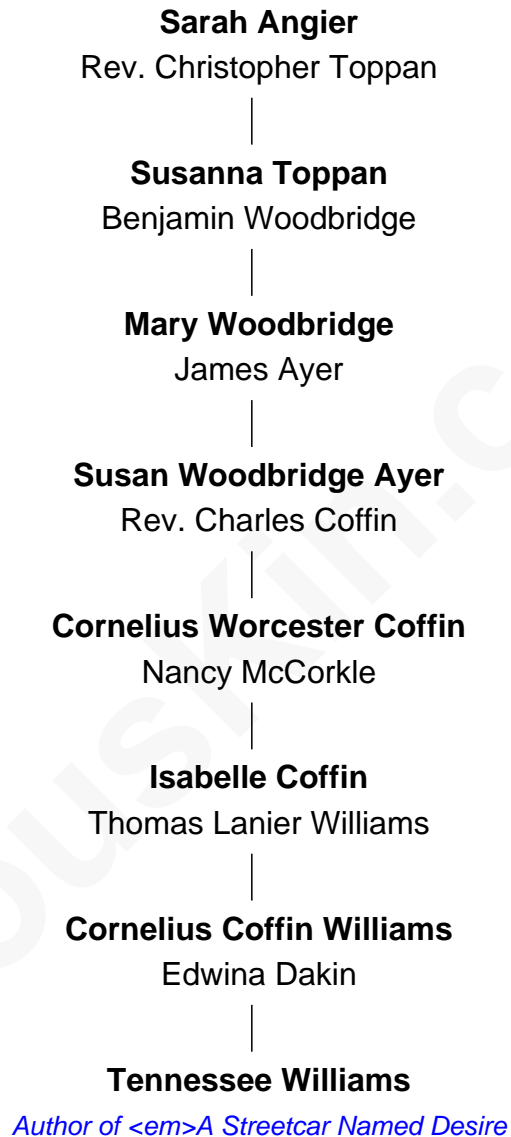 Sarah Angier
Rev. Christopher Toppan
Susanna Toppan
Benjamin Woodbridge
Mary Woodbridge
James Ayer
Susan Woodbridge Ayer
Rev. Charles Coffin
Cornelius Worcester Coffin
Nancy McCorkle
Isabelle Coffin
Thomas Lanier Williams
Cornelius Coffin Williams
Edwina Dakin
Tennessee Williams
Author of <em>A Streetcar Named Desire